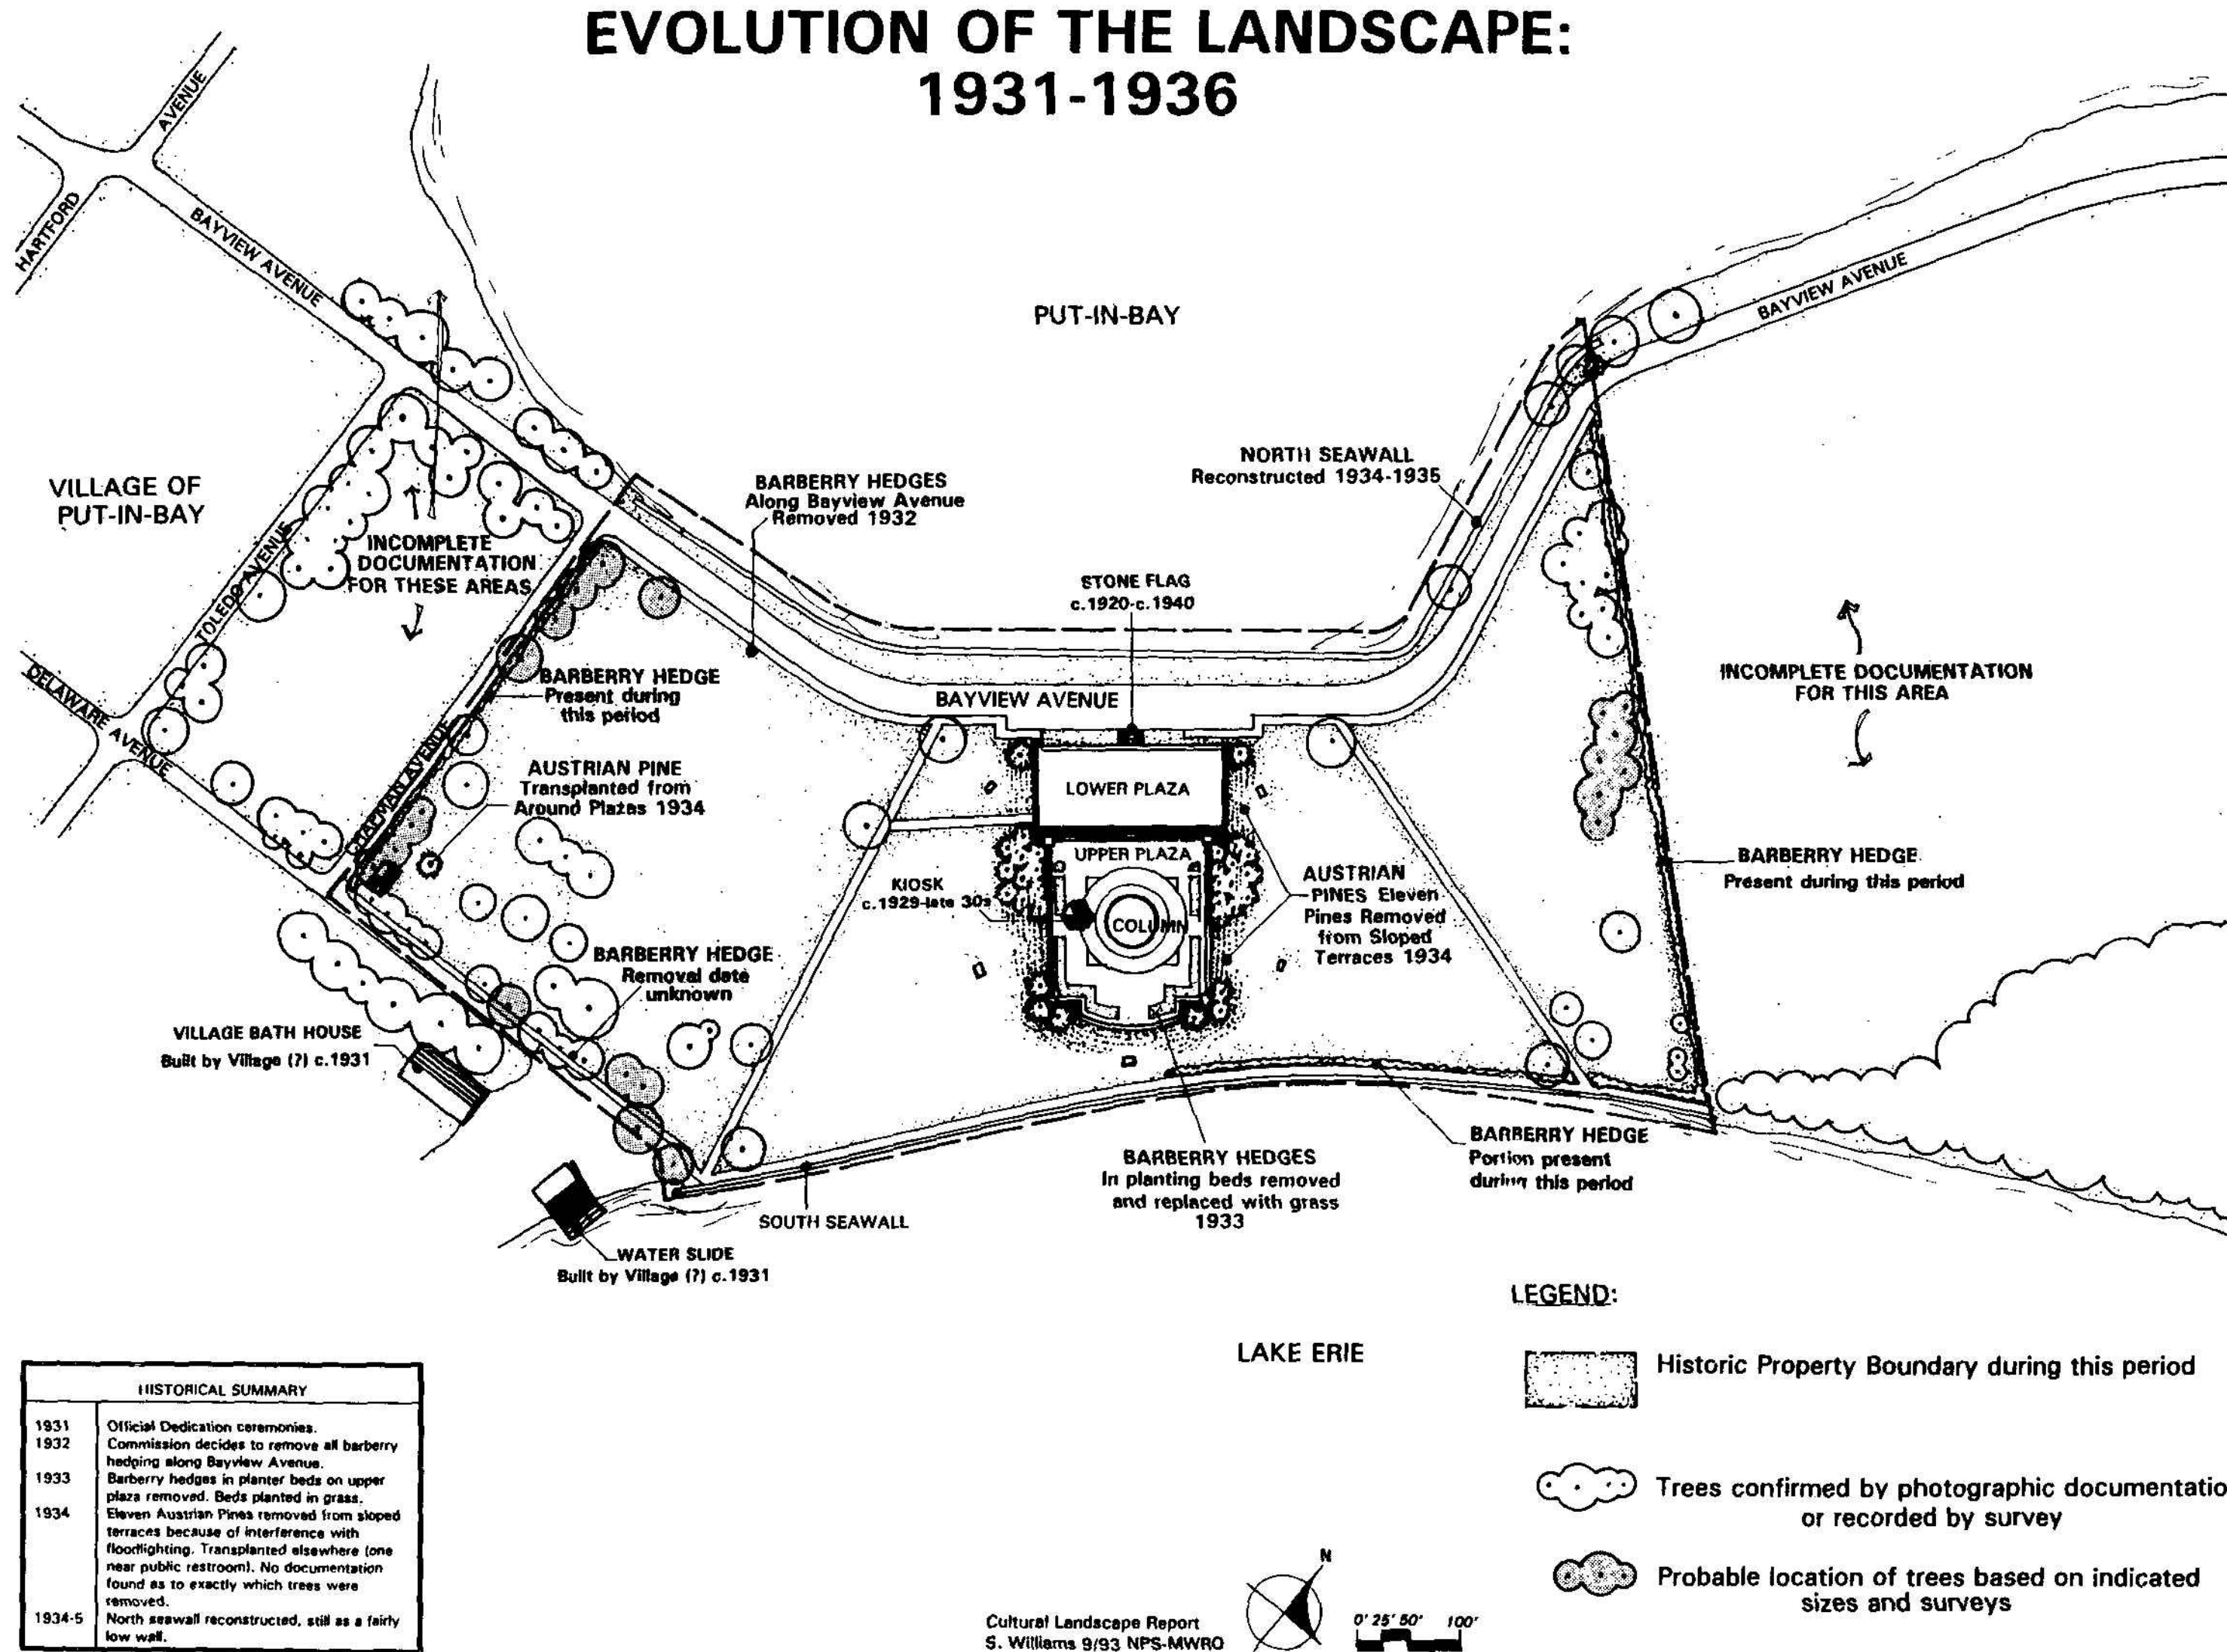 EVOLUTION OF THE LANDSCAPE:
1931-1936
AVENUE
HARTFORD
BAYVIEW AVENUE
PUT-IN-BAY
BAYVIEW AVENUE
VILLAGE OF
PUT-IN-BAY
BARBERRY HEDGES
Along Bayview Avenue
Removed 1932
NORTH SEAWALL
Reconstructed 1934-1935
INCOMPLETE
DOCUMENTATION
FOR THESE AREAS
TOLEDO AVENUE
STONE FLAG
c.1920-c.1940
DELAWARE AVENUE
BARBERRY HEDGE
Present during
this period
BAYVIEW AVENUE
INCOMPLETE DOCUMENTATION
FOR THIS AREA
CHAPMAN AVENUE
AUSTRIAN PINE
Transplanted from
Around Plazas 1934
LOWER PLAZA
UPPER PLAZA
KIOSK
c.1929-late 30s
COLUMN
AUSTRIAN
PINES Eleven
Pines Removed
from Sloped
Terraces 1934
BARBERRY HEDGE
Present during this period
BARBERRY HEDGE
Removal date
unknown
VILLAGE BATH HOUSE
Built by Village (?) c.1931
BARBERRY HEDGES
In planting beds removed
and replaced with grass
1933
BARBERRY HEDGE
Portion present
during this period
SOUTH SEAWALL
WATER SLIDE
Built by Village (?) c.1931
LAKE ERIE
LEGEND:
Historic Property Boundary during this period
Trees confirmed by photographic documentatio
or recorded by survey
Probable location of trees based on indicated
sizes and surveys
HISTORICAL SUMMARY
1931 Official Dedication ceremonies.
1932 Commission decides to remove all barberry
hedging along Bayview Avenue.
1933 Barberry hedges in planter beds on upper
plaza removed. Beds planted in grass.
1934 Eleven Austrian Pines removed from sloped
terraces because of interference with
floodlighting. Transplanted elsewhere (one
near public restroom). No documentation
found as to exactly which trees were
removed.
1934-5 North seawall reconstructed, still as a fairly
low wall.
Cultural Landscape Report
S. Williams 9/93 NPS-MWRO
N
0' 25' 50' 100'